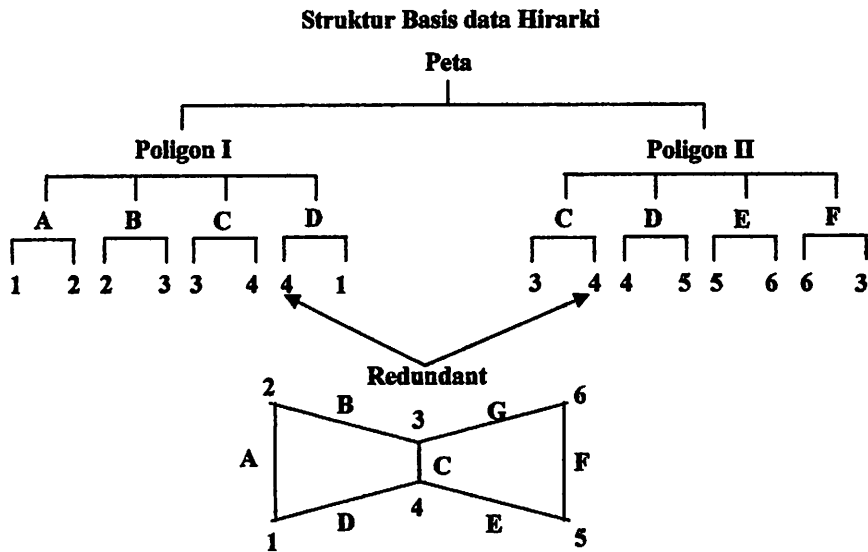 Struktur Basis data Hirarki
Peta
Poligon I Poligon II
A B C D C D E F
1 2 2 3 3 4 4 1 3 4 4 5 5 6 6 3
Redundant
2 B 3 G 6
A C F
1 D 4 E 5